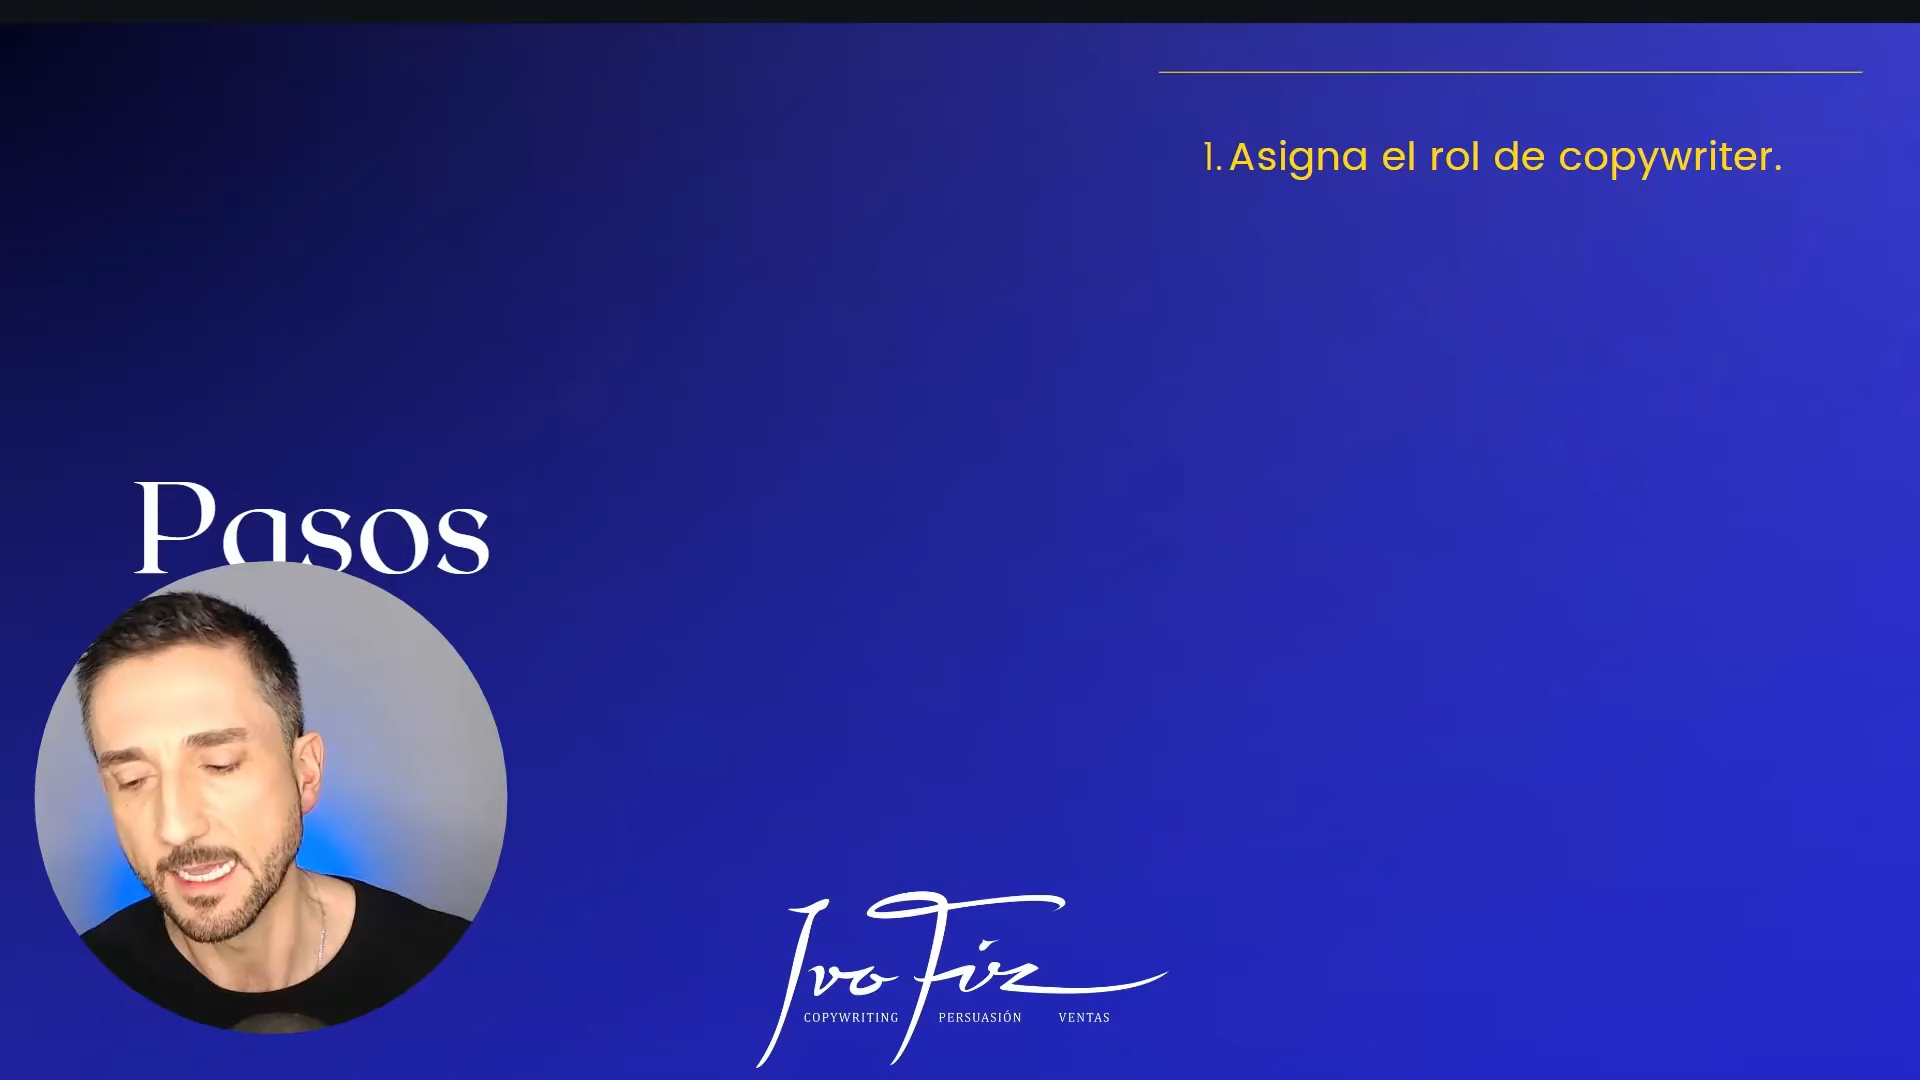 1. Asigna el rol de copywriter.
Pasos
Ivo Fiz
COPYWRITING PERSUASIÓN VENTAS